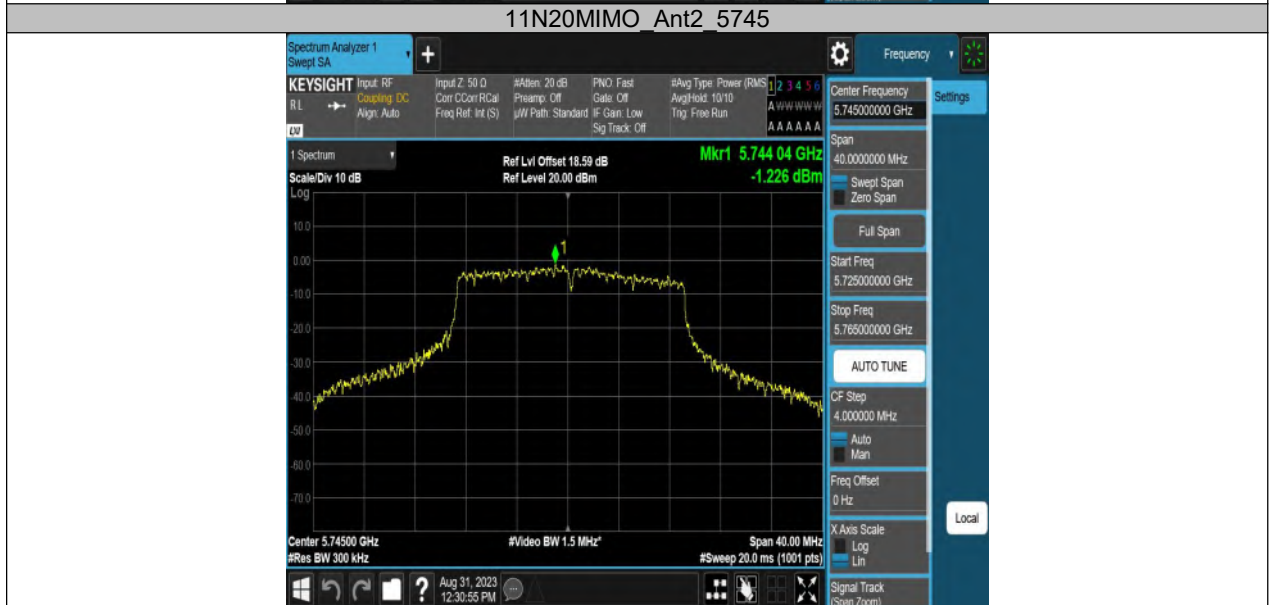 11N20MIMO_Ant2_5745
Spectrum Analyzer 1
Swept SA
+
Frequency
KEYSIGHT
RL
LXI
Input: RF
Coupling: DC
Align: Auto
Input Z: 50 Ω
Corr CCorr RCal
Freq Ref: Int (S)
#Atten: 20 dB
Preamp: Off
µW Path: Standard
PNO: Fast
Gate: Off
IF Gain: Low
Sig Track: Off
#Avg Type: Power (RMS
Avg|Hold: 10/10
Trig: Free Run
1 2 3 4 5 6
A W W W W W
A A A A A A
1 Spectrum
Scale/Div 10 dB
Log
Ref Lvl Offset 18.59 dB
Ref Level 20.00 dBm
Mkr1 5.744 04 GHz
-1.226 dBm
10.0
0.00
-10.0
-20.0
-30.0
-40.0
-50.0
-60.0
-70.0
1
Center 5.74500 GHz
#Res BW 300 kHz
#Video BW 1.5 MHz*
Span 40.00 MHz
#Sweep 20.0 ms (1001 pts)
Center Frequency
5.745000000 GHz
Settings
Span
40.0000000 MHz
Swept Span
Zero Span
Full Span
Start Freq
5.725000000 GHz
Stop Freq
5.765000000 GHz
AUTO TUNE
CF Step
4.000000 MHz
Auto
Man
Freq Offset
0 Hz
X Axis Scale
Log
Lin
Local
Signal Track
(Span Zoom)
?
Aug 31, 2023
12:30:55 PM